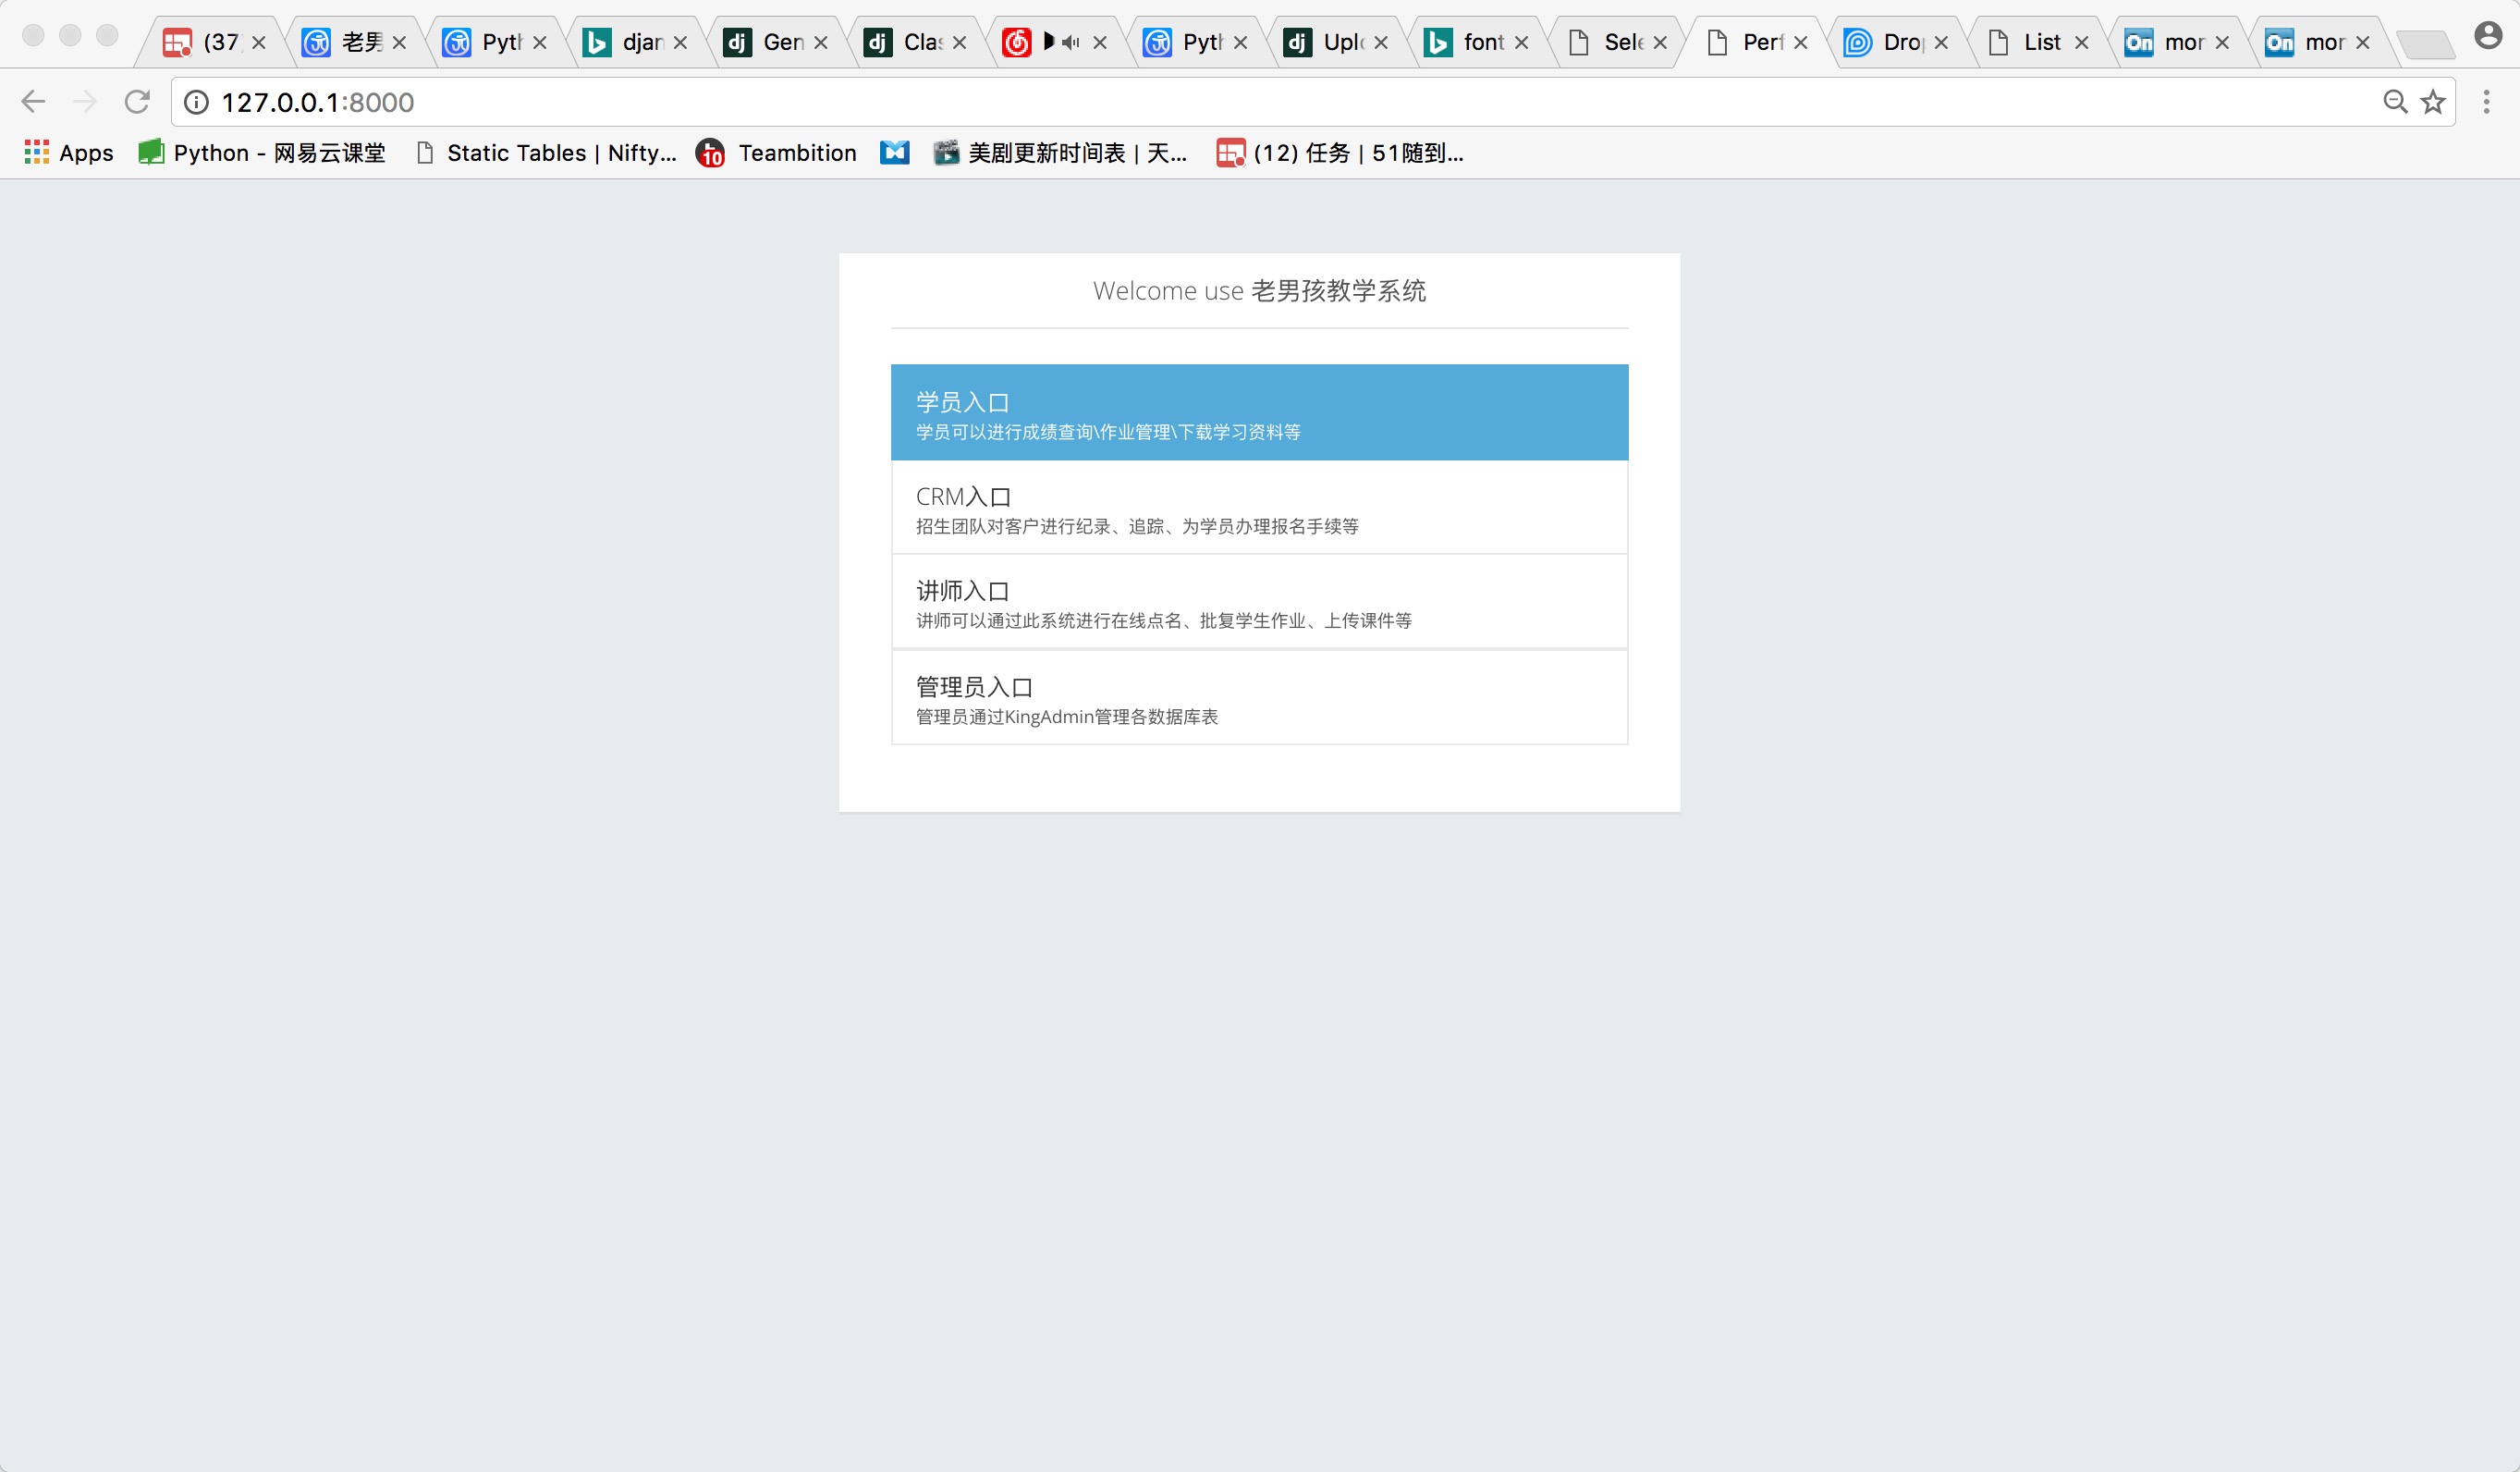 (37
老男
Pyth
djan
Gen
Clas
Pyth
Uplo
font
Sele
Perf
Drop
List
mor
mor
127.0.0.1:8000
Apps
Python - 网易云课堂
Static Tables | Nifty...
10
Teambition
美剧更新时间表 | 天...
(12) 任务 | 51随到...
Welcome use 老男孩教学系统
学员入口
学员可以进行成绩查询\作业管理\下载学习资料等
CRM入口
招生团队对客户进行纪录、追踪、为学员办理报名手续等
讲师入口
讲师可以通过此系统进行在线点名、批复学生作业、上传课件等
管理员入口
管理员通过KingAdmin管理各数据库表